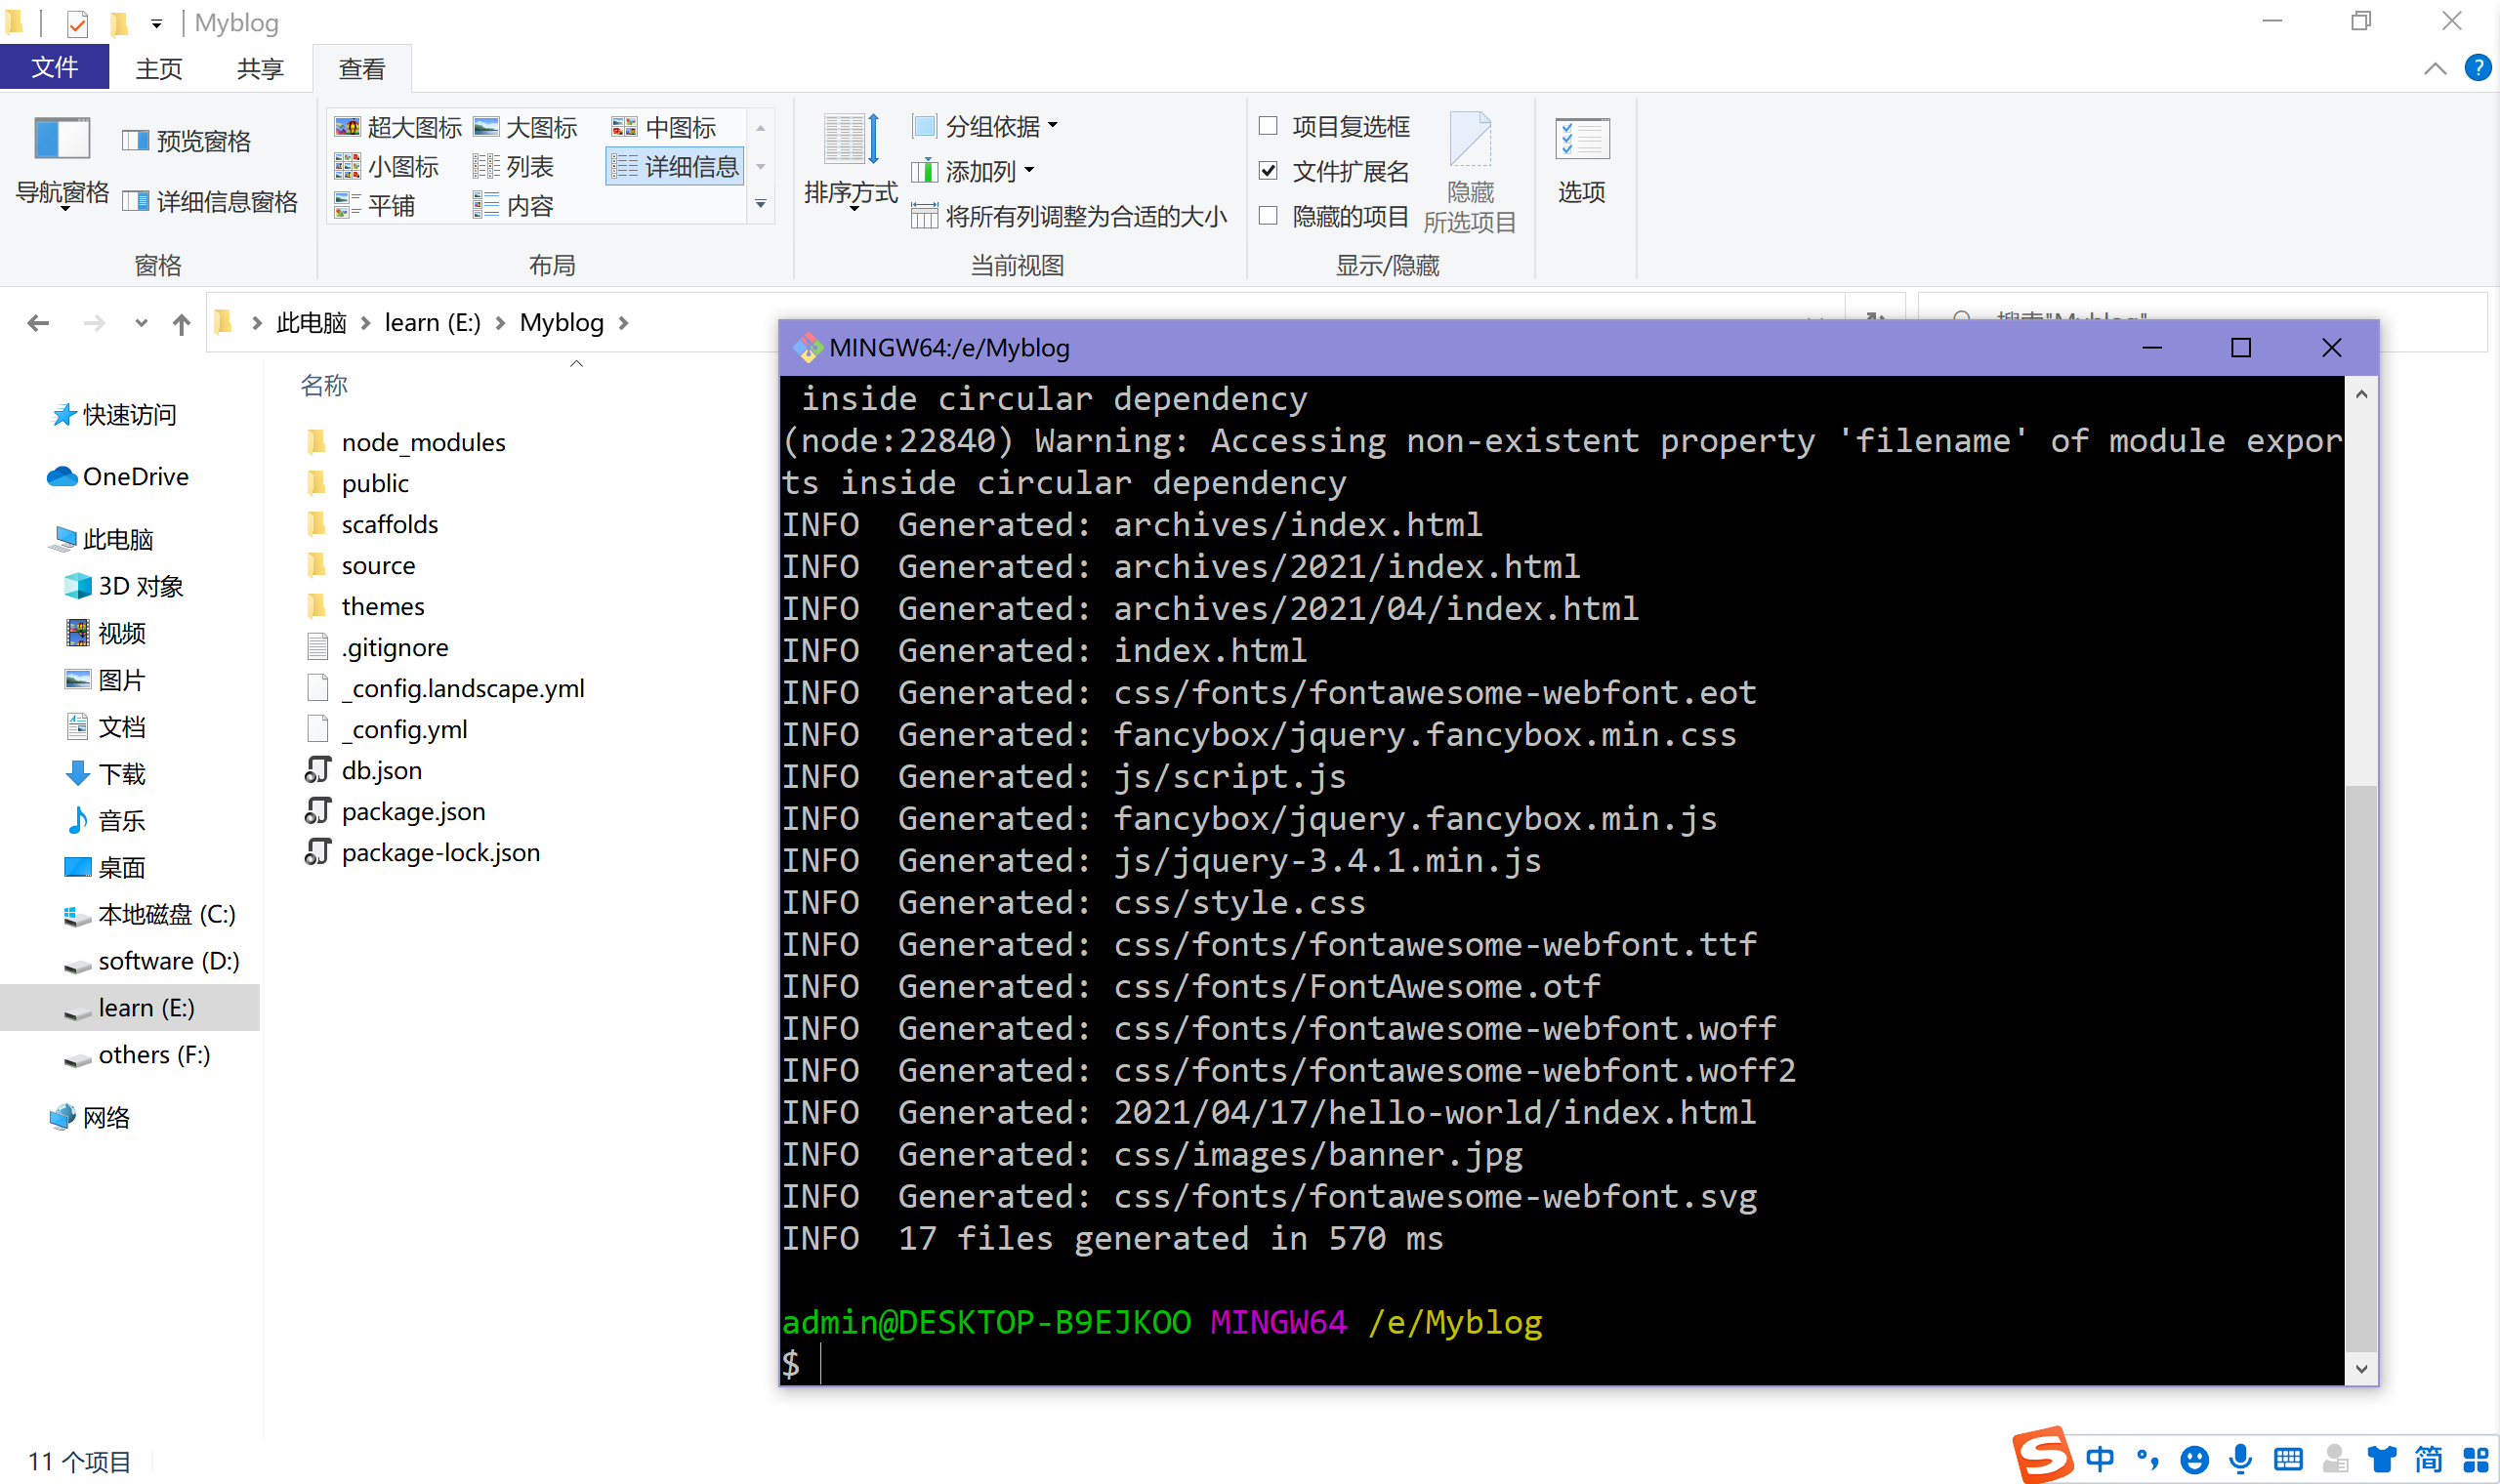 Myblog
文件 主页 共享 查看
导航窗格 预览窗格 详细信息窗格 窗格
超大图标 大图标 中图标
小图标 列表 详细信息
平铺 内容
布局
排序方式 分组依据 添加列 将所有列调整为合适的大小
当前视图
项目复选框
文件扩展名
隐藏的项目
隐藏
所选项目
显示/隐藏
选项
此电脑 learn (E:) Myblog
搜索"Myblog"
快速访问
OneDrive
此电脑
3D 对象
视频
图片
文档
下载
音乐
桌面
本地磁盘 (C:)
software (D:)
learn (E:)
others (F:)
网络
名称
node_modules
public
scaffolds
source
themes
.gitignore
_config.landscape.yml
_config.yml
db.json
package.json
package-lock.json
MINGW64:/e/Myblog
inside circular dependency
(node:22840) Warning: Accessing non-existent property 'filename' of module expor
ts inside circular dependency
INFO  Generated: archives/index.html
INFO  Generated: archives/2021/index.html
INFO  Generated: archives/2021/04/index.html
INFO  Generated: index.html
INFO  Generated: css/fonts/fontawesome-webfont.eot
INFO  Generated: fancybox/jquery.fancybox.min.css
INFO  Generated: js/script.js
INFO  Generated: fancybox/jquery.fancybox.min.js
INFO  Generated: js/jquery-3.4.1.min.js
INFO  Generated: css/style.css
INFO  Generated: css/fonts/fontawesome-webfont.ttf
INFO  Generated: css/fonts/FontAwesome.otf
INFO  Generated: css/fonts/fontawesome-webfont.woff
INFO  Generated: css/fonts/fontawesome-webfont.woff2
INFO  Generated: 2021/04/17/hello-world/index.html
INFO  Generated: css/images/banner.jpg
INFO  Generated: css/fonts/fontawesome-webfont.svg
INFO  17 files generated in 570 ms
admin@DESKTOP-B9EJKOO MINGW64 /e/Myblog
$
11 个项目
中 简